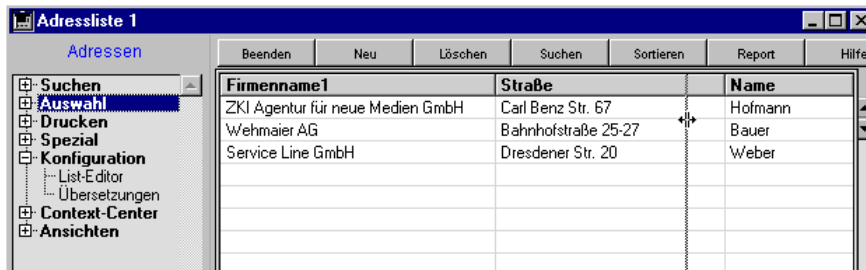 Adressliste 1
Adressen
Beenden Neu Löschen Suchen Sortieren Report Hilfe
Suchen
Auswahl
Drucken
Spezial
Konfiguration
List-Editor
Übersetzungen
Context-Center
Ansichten
Firmenname1 Straße Name
ZKI Agentur für neue Medien GmbH Carl Benz Str. 67 Hofmann
Wehmaier AG Bahnhofstraße 25-27 Bauer
Service Line GmbH Dresdener Str. 20 Weber